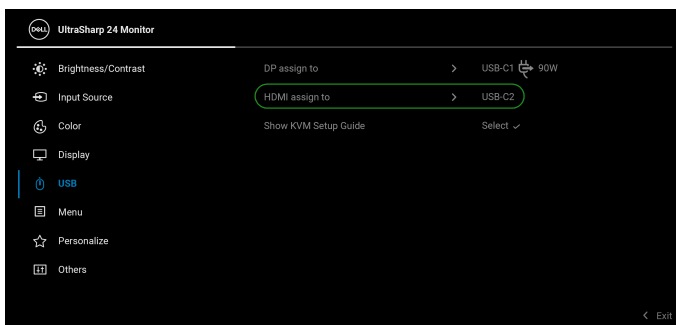 DELL UltraSharp 24 Monitor
Brightness/Contrast DP assign to > USB-C1 90W
Input Source HDMI assign to > USB-C2
Color Show KVM Setup Guide Select ✓
Display
USB
Menu
Personalize
Others
< Exit